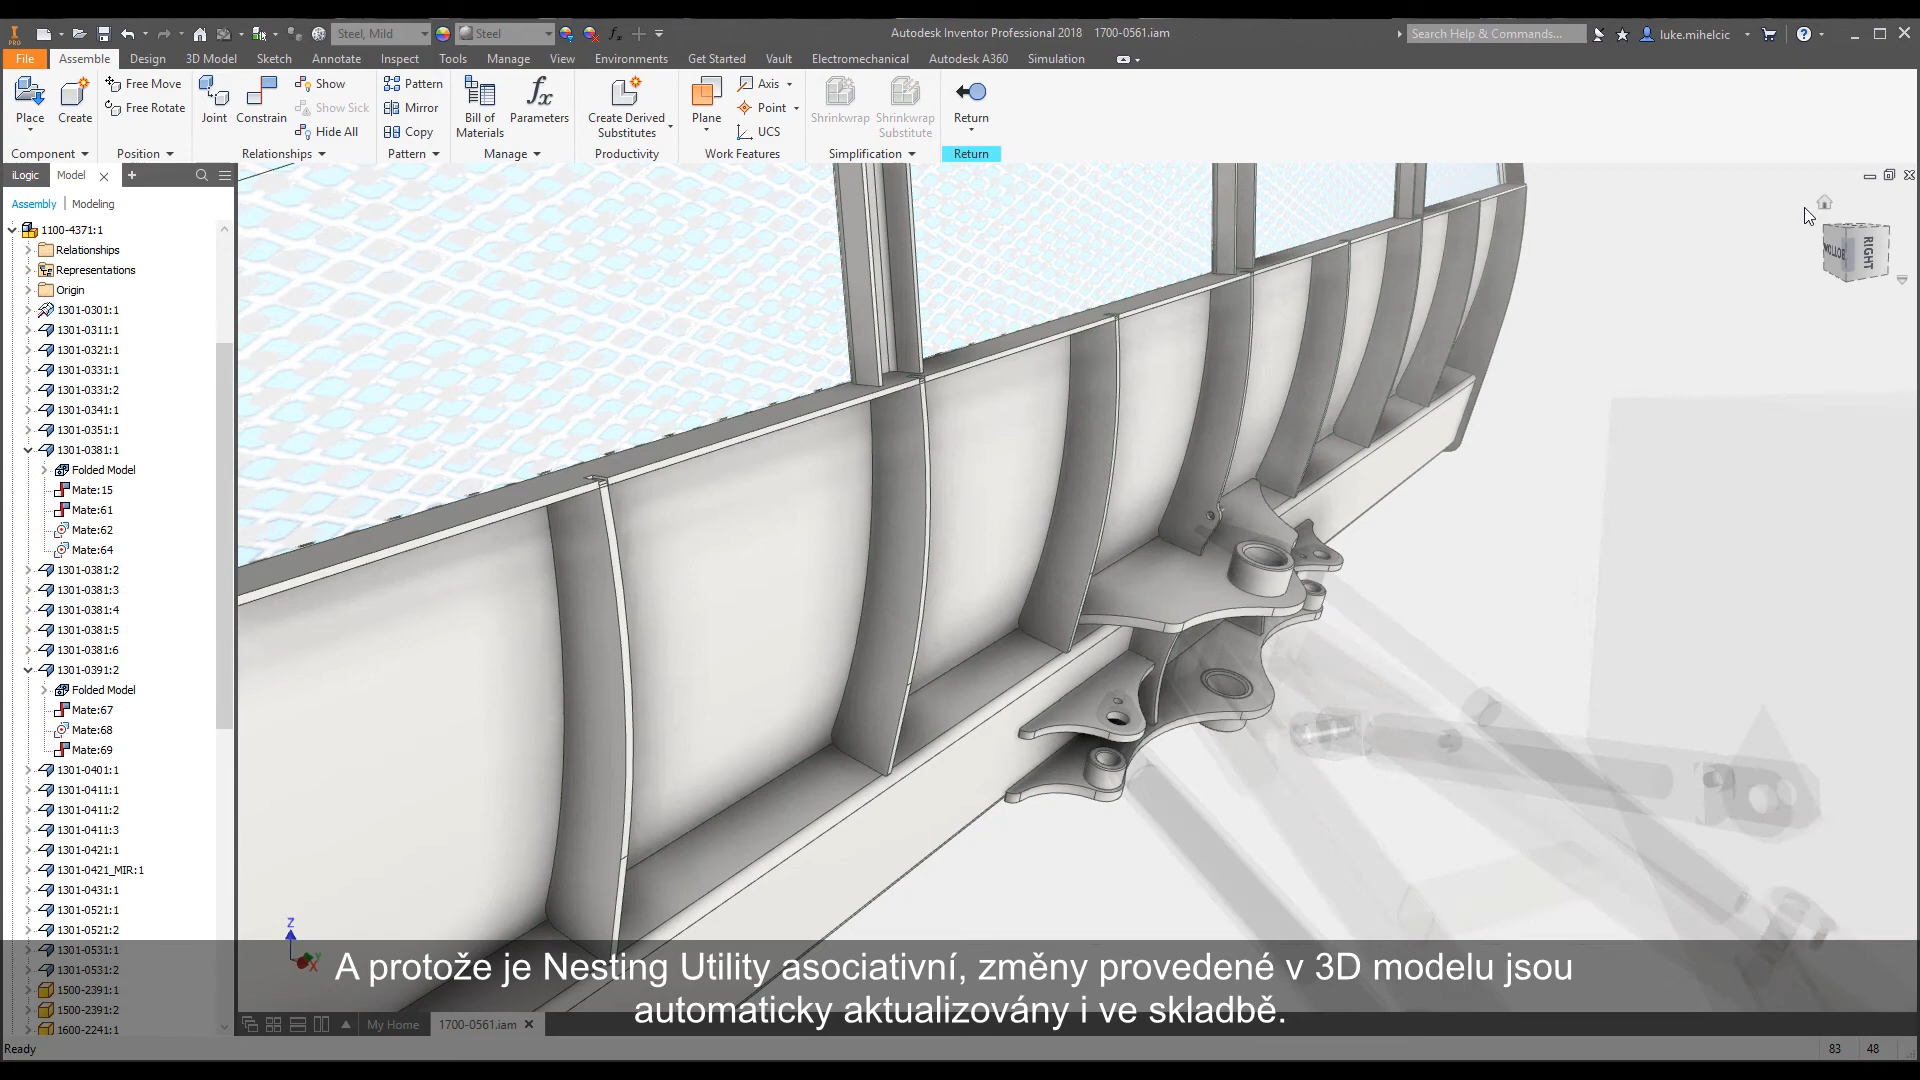 Steel, Mild
Steel
Autodesk Inventor Professional 2018 1700-0561.iam
Search Help & Commands...
luke.mihelcic
PRO
File Assemble Design 3D Model Sketch Annotate Inspect Tools Manage View Environments Get Started Vault Electromechanical Autodesk A360 Simulation
Place
Create
Free Move
Free Rotate
Joint
Constrain
Show
Show Sick
Hide All
Pattern
Mirror
Copy
Bill of
Materials
Parameters
Create Derived
Substitutes
Plane
Axis
Point
UCS
Shrinkwrap
Shrinkwrap
Substitute
Return
Component Position Relationships Pattern Manage Productivity Work Features Simplification Return
iLogic Model
Assembly Modeling
1100-4371:1
Relationships
Representations
Origin
1301-0301:1
1301-0311:1
1301-0321:1
1301-0331:1
1301-0331:2
1301-0341:1
1301-0351:1
1301-0381:1
Folded Model
Mate:15
Mate:61
Mate:62
Mate:64
1301-0381:2
1301-0381:3
1301-0381:4
1301-0381:5
1301-0381:6
1301-0391:2
Folded Model
Mate:67
Mate:68
Mate:69
1301-0401:1
1301-0411:1
1301-0411:2
1301-0411:3
1301-0421:1
1301-0421_MIR:1
1301-0431:1
1301-0521:1
1301-0521:2
1301-0531:1
1301-0531:2
1500-2391:1
1500-2391:2
1600-2241:1
BOTTOM
RIGHT
Z
Y
X
A protože je Nesting Utility asociativní, změny provedené v 3D modelu jsou
automaticky aktualizovány i ve skladbě.
My Home 1700-0561.iam
Ready
83 48